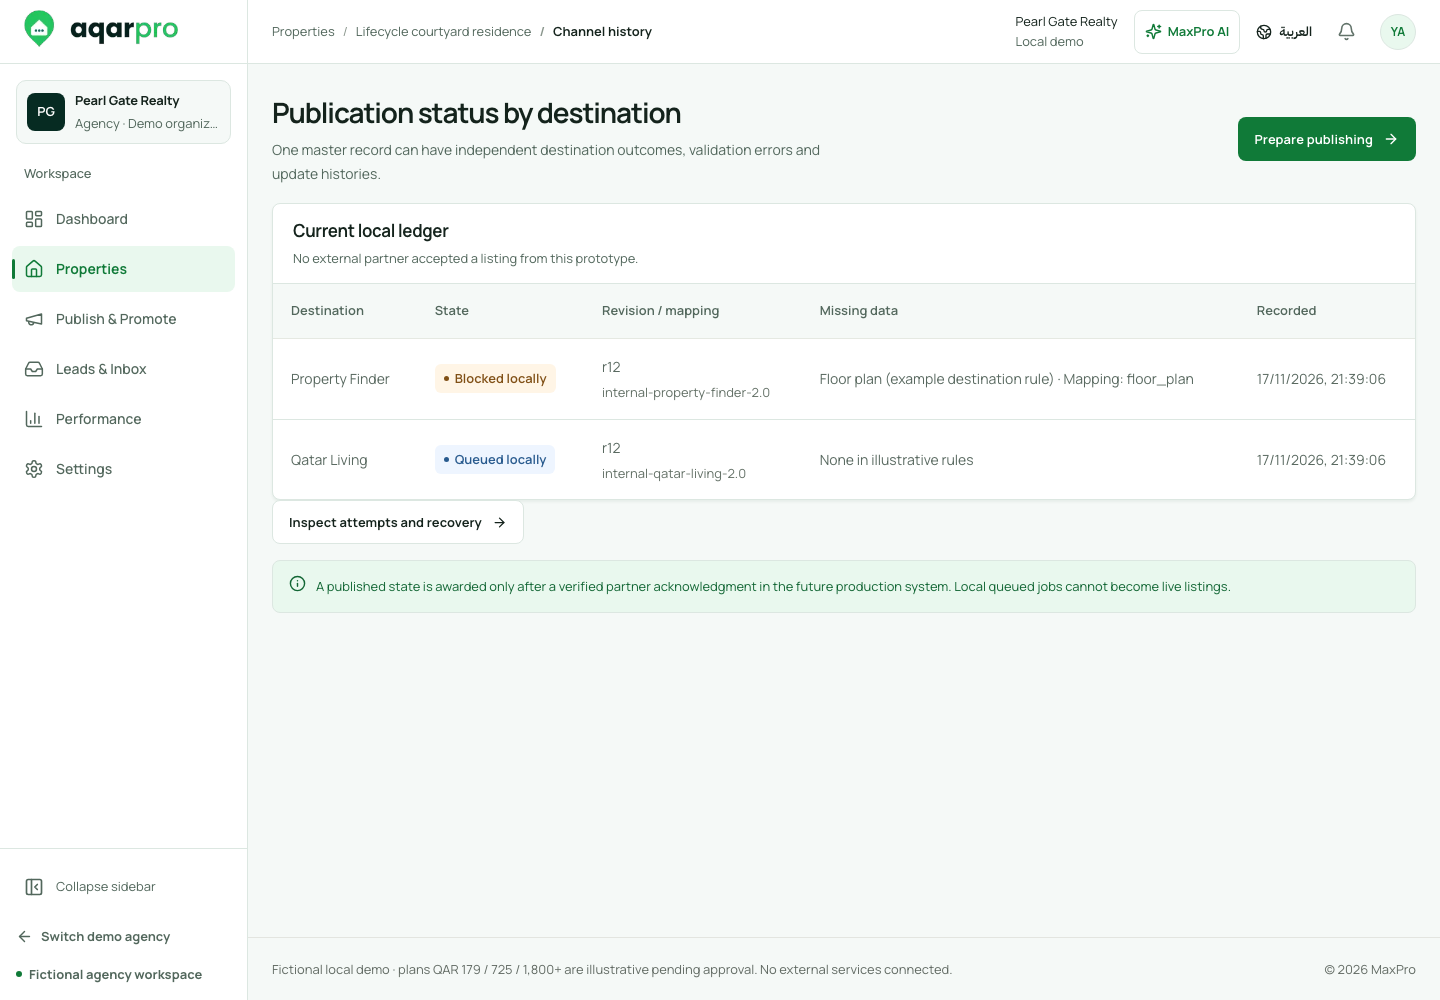 aqarpro
Properties / Lifecycle courtyard residence / Channel history
Pearl Gate Realty
Local demo
MaxPro AI
العربية
YA
PG
Pearl Gate Realty
Agency · Demo organiz...
Workspace
Dashboard
Properties
Publish & Promote
Leads & Inbox
Performance
Settings
Collapse sidebar
Switch demo agency
Fictional agency workspace
Publication status by destination
One master record can have independent destination outcomes, validation errors and
update histories.
Prepare publishing
Current local ledger
No external partner accepted a listing from this prototype.
Destination State Revision / mapping Missing data Recorded
Property Finder Blocked locally r12 internal-property-finder-2.0 Floor plan (example destination rule) · Mapping: floor_plan 17/11/2026, 21:39:06
Qatar Living Queued locally r12 internal-qatar-living-2.0 None in illustrative rules 17/11/2026, 21:39:06
Inspect attempts and recovery
A published state is awarded only after a verified partner acknowledgment in the future production system. Local queued jobs cannot become live listings.
Fictional local demo · plans QAR 179 / 725 / 1,800+ are illustrative pending approval. No external services connected.
© 2026 MaxPro